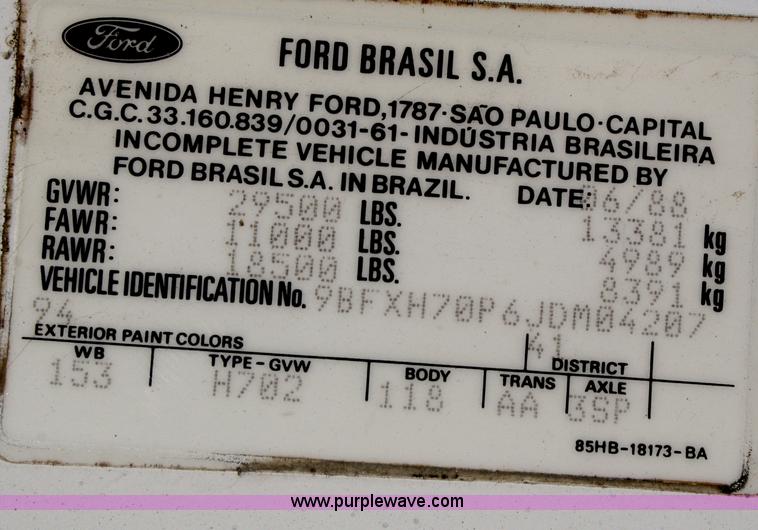 Ford
FORD BRASIL S.A.
AVENIDA HENRY FORD,1787-SÃO PAULO-CAPITAL
C.G.C. 33.160.839/0031-61-INDÚSTRIA BRASILEIRA
INCOMPLETE VEHICLE MANUFACTURED BY
FORD BRASIL S.A. IN BRAZIL. DATE: 06/88
GVWR: 29500 LBS. 13381 kg
FAWR: 11000 LBS. 4989 kg
RAWR: 18500 LBS. 8391 kg
VEHICLE IDENTIFICATION No. 9BFXH70P6JDM04207
94 41
EXTERIOR PAINT COLORS DISTRICT
WB TYPE-GVW BODY TRANS AXLE
153 H702 118 AA 3SP
85HB-18173-BA
www.purplewave.com